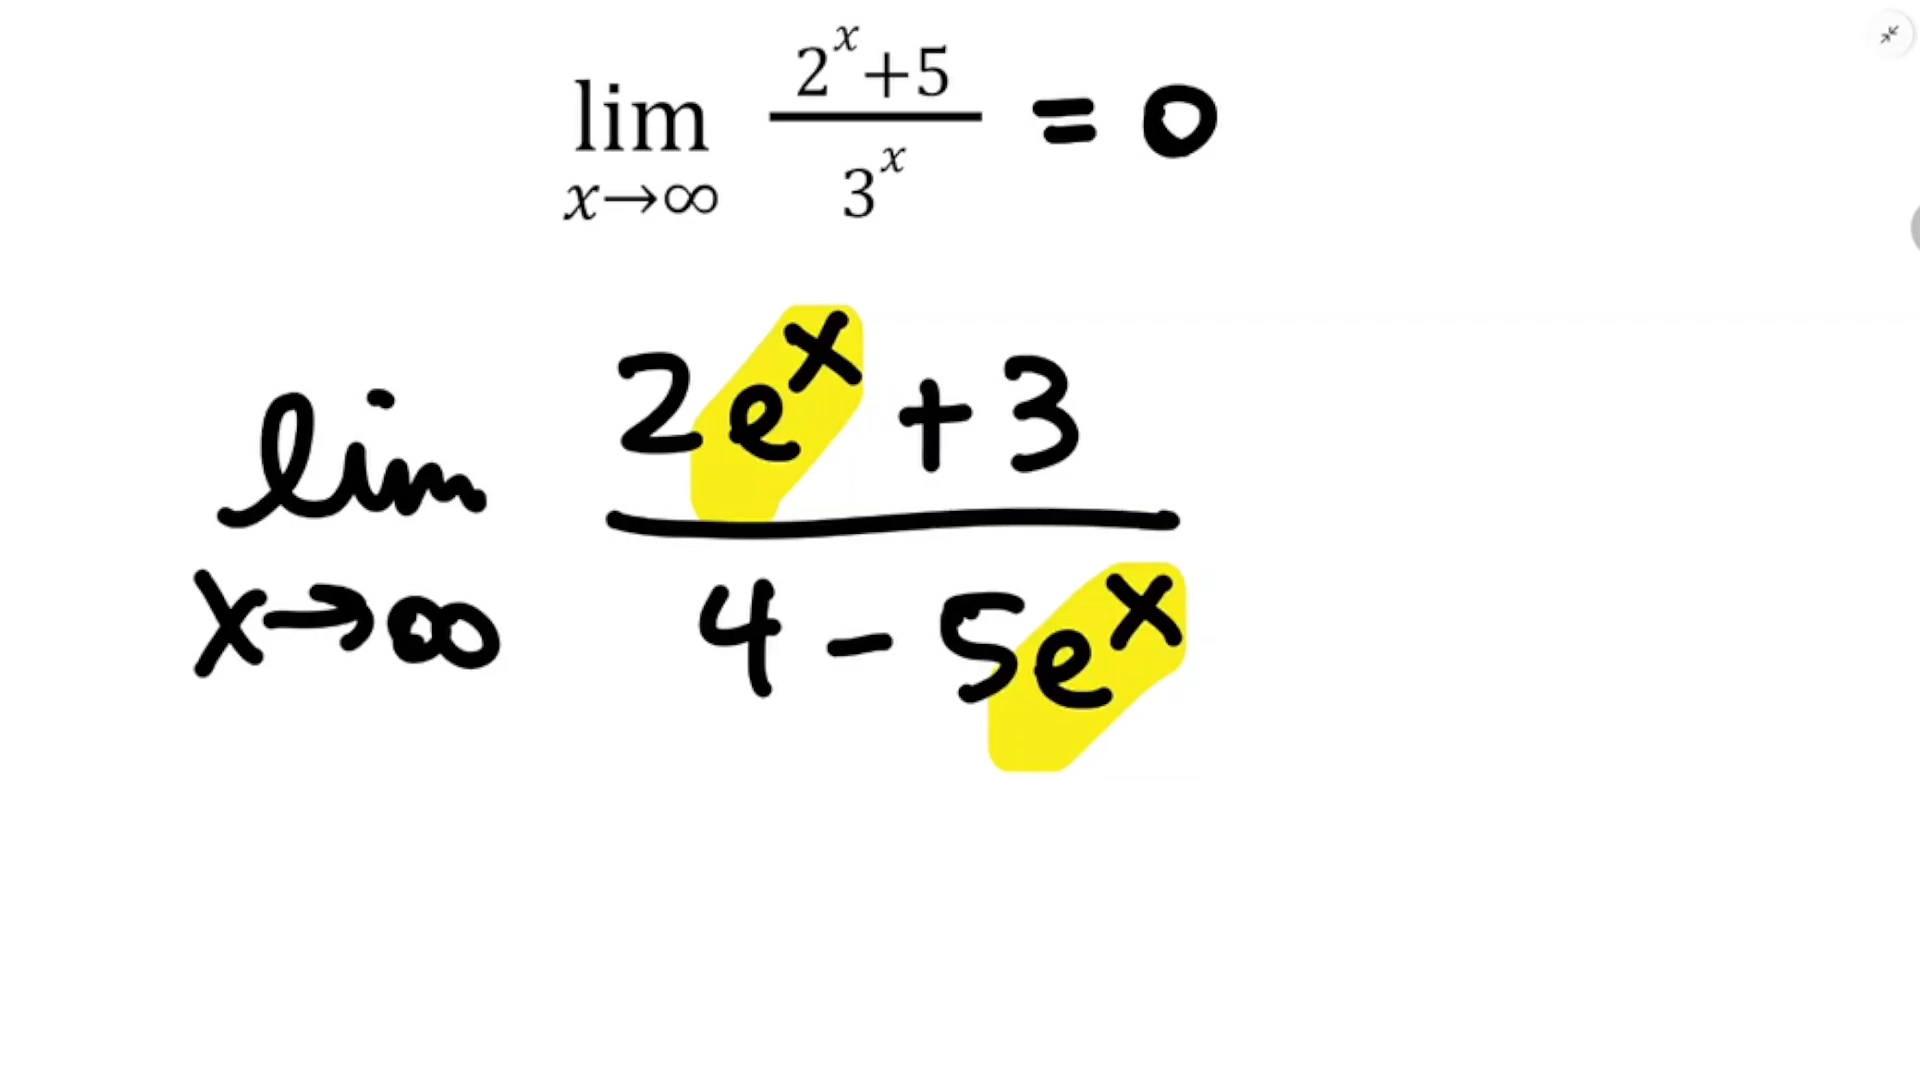 lim x→∞ (2^x+5)/(3^x) = 0
lim x→∞ (2e^x + 3)/(4 - 5e^x)